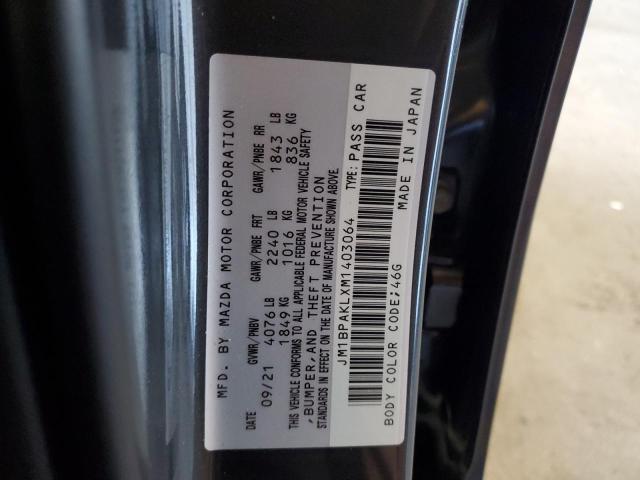 MFD. BY MAZDA MOTOR CORPORATION
DATE GVWR/PNBV GAWR/PNBE FRT GAWR/PNBE RR
09/21 4076 LB 2240 LB 1843 LB
1849 KG 1016 KG 836 KG
THIS VEHICLE CONFORMS TO ALL APPLICABLE FEDERAL MOTOR VEHICLE SAFETY
,BUMPER,AND THEFT PREVENTION
STANDARDS IN EFFECT ON THE DATE OF MANUFACTURE SHOWN ABOVE.
JM1BPAKLXM1403064 TYPE:PASS CAR
BODY COLOR CODE:46G MADE IN JAPAN